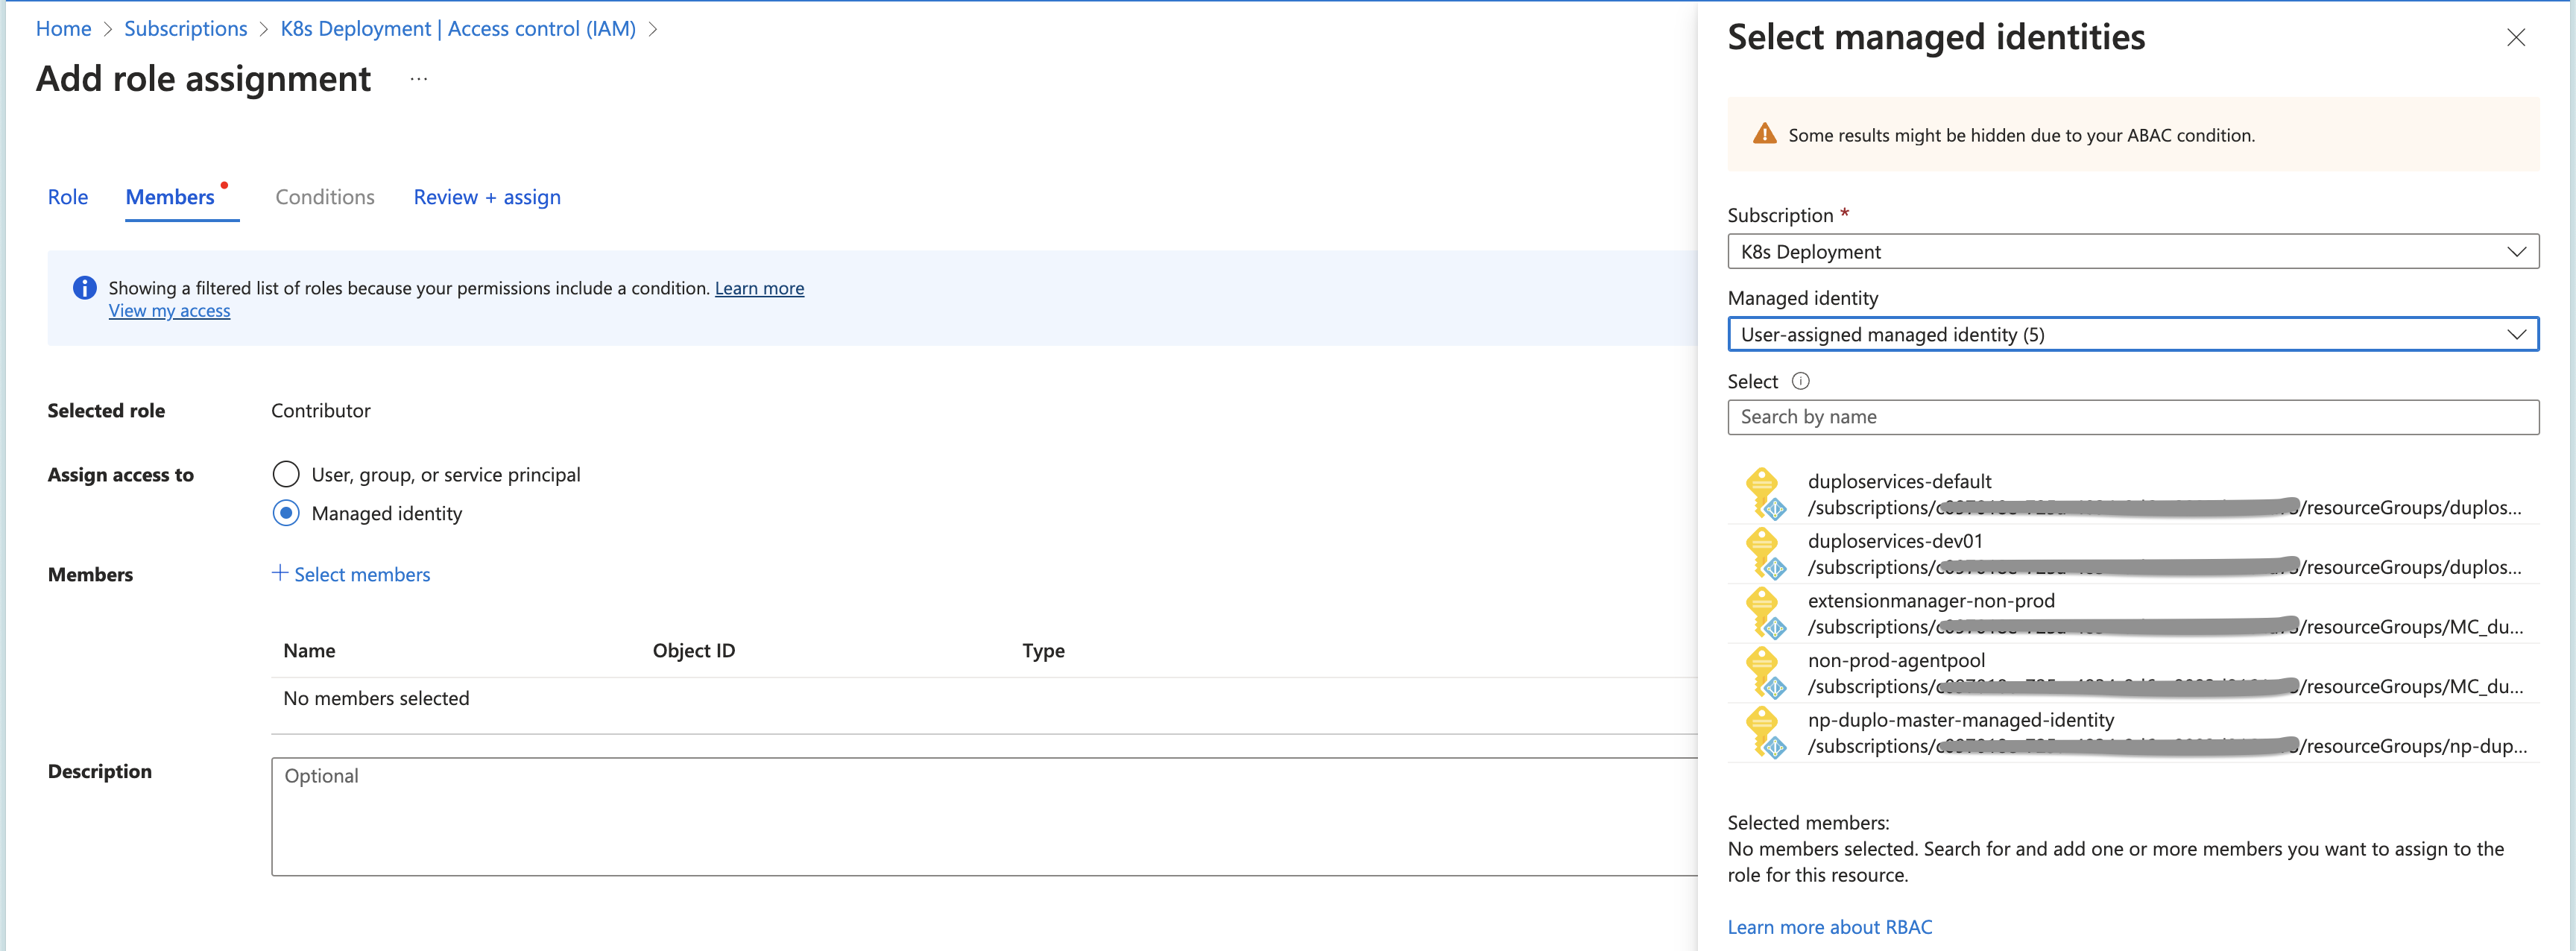 Home > Subscriptions > K8s Deployment | Access control (IAM) >
Add role assignment ...
Role Members Conditions Review + assign
Showing a filtered list of roles because your permissions include a condition. Learn more
View my access
Selected role Contributor
Assign access to User, group, or service principal
Managed identity
Members + Select members
Name Object ID Type
No members selected
Description Optional
Select managed identities
Some results might be hidden due to your ABAC condition.
Subscription *
K8s Deployment
Managed identity
User-assigned managed identity (5)
Select
Search by name
duploservices-default
/subscriptions/ /resourceGroups/duplos...
duploservices-dev01
/subscriptions/ /resourceGroups/duplos...
extensionmanager-non-prod
/subscriptions/ /resourceGroups/MC_du...
non-prod-agentpool
/subscriptions/ /resourceGroups/MC_du...
np-duplo-master-managed-identity
/subscriptions/ /resourceGroups/np-dup...
Selected members:
No members selected. Search for and add one or more members you want to assign to the
role for this resource.
Learn more about RBAC